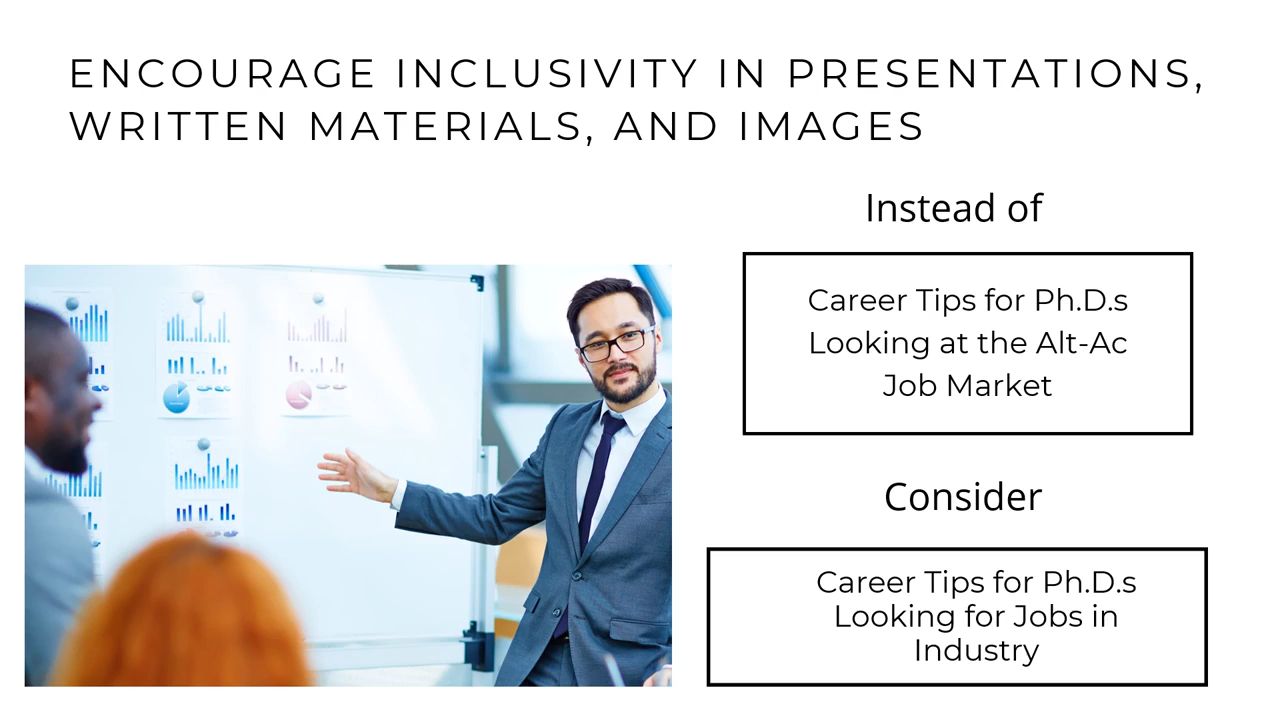 ENCOURAGE INCLUSIVITY IN PRESENTATIONS,
WRITTEN MATERIALS, AND IMAGES
Instead of
Career Tips for Ph.D.s
Looking at the Alt-Ac
Job Market
Consider
Career Tips for Ph.D.s
Looking for Jobs in
Industry